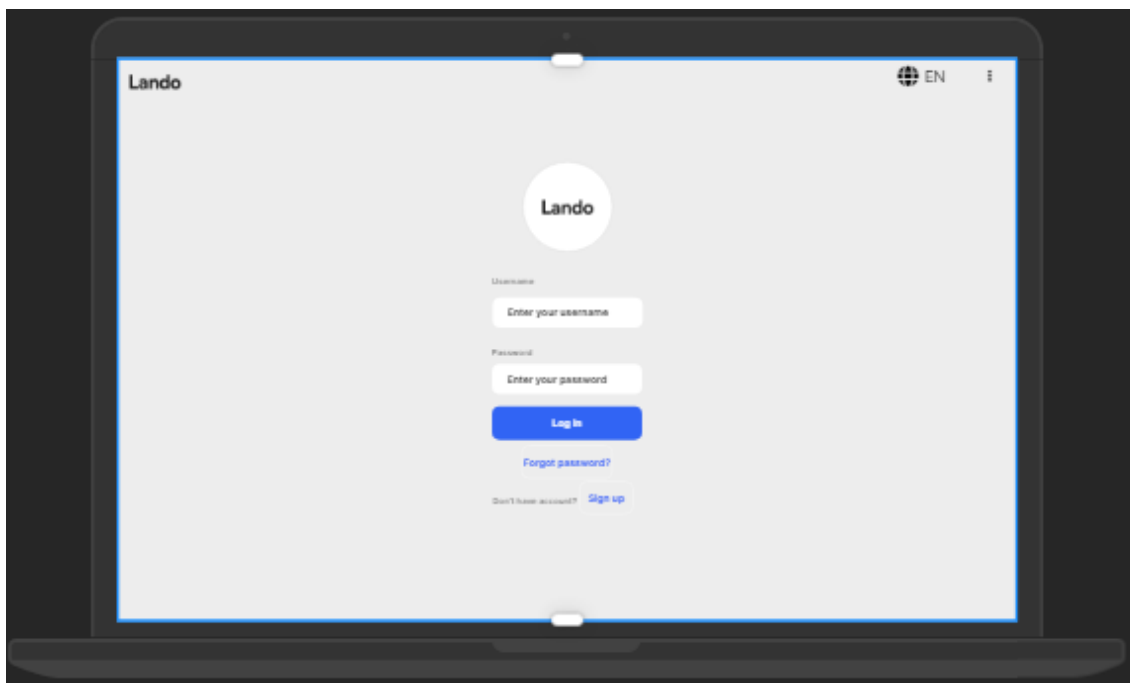 Lando
EN
Lando
Username
Enter your username
Password
Enter your password
Log in
Forgot password?
Don't have account? Sign up